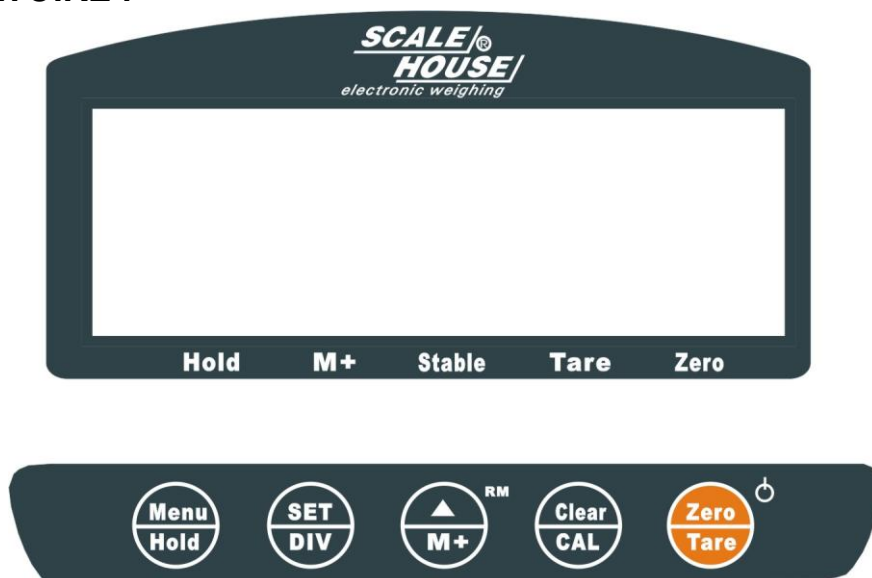 SCALE®
HOUSE
electronic weighing
Hold M+ Stable Tare Zero
Menu SET RM Clear Zero
Hold DIV M+ CAL Tare